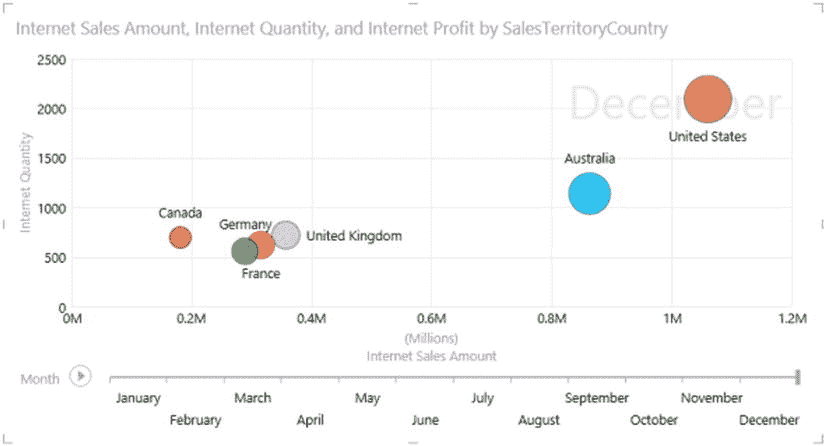 Internet Sales Amount, Internet Quantity, and Internet Profit by SalesTerritoryCountry
2500
December
2000
United States
Australia
1500
Internet Quantity
1000
Canada
Germany
United Kingdom
500
France
0
0M 0.2M 0.4M 0.6M 0.8M 1M 1.2M
(Millions)
Internet Sales Amount
Month
January March May July September November
February April June August October December